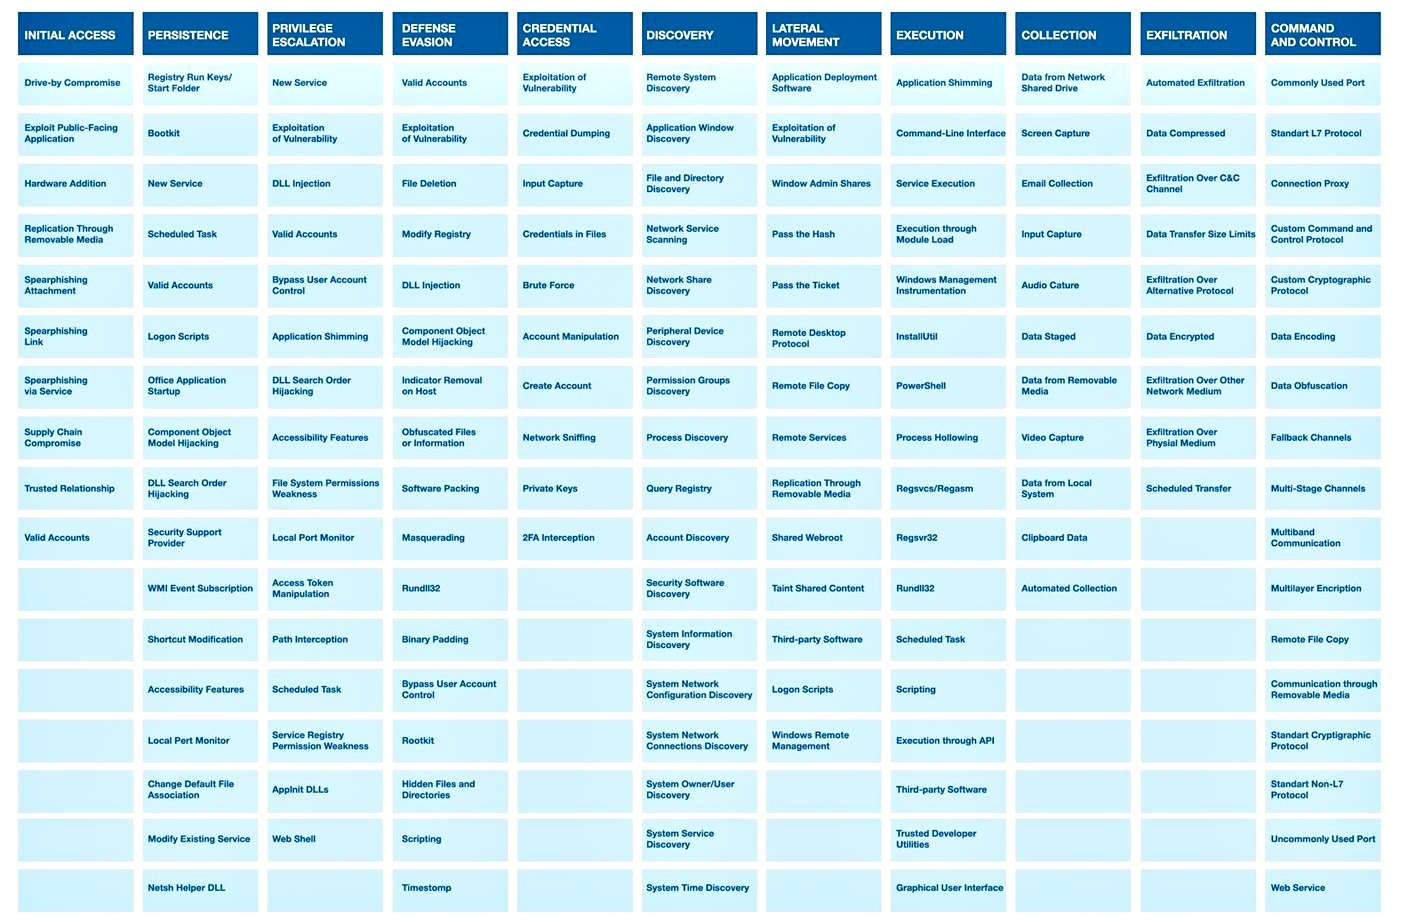 INITIAL ACCESS
PERSISTENCE
PRIVILEGE
ESCALATION
DEFENSE
EVASION
CREDENTIAL
ACCESS
DISCOVERY
LATERAL
MOVEMENT
EXECUTION
COLLECTION
EXFILTRATION
COMMAND
AND CONTROL
Drive-by Compromise
Registry Run Keys/
Start Folder
New Service
Valid Accounts
Exploitation of
Vulnerability
Remote System
Discovery
Application Deployment
Software
Application Shimming
Data from Network
Shared Drive
Automated Exfiltration
Commonly Used Port
Exploit Public-Facing
Application
Bootkit
Exploitation
of Vulnerability
Exploitation
of Vulnerability
Credential Dumping
Application Window
Discovery
Exploitation of
Vulnerability
Command-Line Interface
Screen Capture
Data Compressed
Standart L7 Protocol
Hardware Addition
New Service
DLL Injection
File Deletion
Input Capture
File and Directory
Discovery
Window Admin Shares
Service Execution
Email Collection
Exfiltration Over C&C
Channel
Connection Proxy
Replication Through
Removable Media
Scheduled Task
Valid Accounts
Modify Registry
Credentials in Files
Network Service
Scanning
Pass the Hash
Execution through
Module Load
Input Capture
Data Transfer Size Limits
Custom Command and
Control Protocol
Spearphishing
Attachment
Valid Accounts
Bypass User Account
Control
DLL Injection
Brute Force
Network Share
Discovery
Pass the Ticket
Windows Management
Instrumentation
Audio Cature
Exfiltration Over
Alternative Protocol
Custom Cryptographic
Protocol
Spearphishing
Link
Logon Scripts
Application Shimming
Component Object
Model Hijacking
Account Manipulation
Peripheral Device
Discovery
Remote Desktop
Protocol
InstallUtil
Data Staged
Data Encrypted
Data Encoding
Spearphishing
via Service
Office Application
Startup
DLL Search Order
Hijacking
Indicator Removal
on Host
Create Account
Permission Groups
Discovery
Remote File Copy
PowerShell
Data from Removable
Media
Exfiltration Over Other
Network Medium
Data Obfuscation
Supply Chain
Compromise
Component Object
Model Hijacking
Accessibility Features
Obfuscated Files
or Information
Network Sniffing
Process Discovery
Remote Services
Process Hollowing
Video Capture
Exfiltration Over
Physial Medium
Fallback Channels
Trusted Relationship
DLL Search Order
Hijacking
File System Permissions
Weakness
Software Packing
Private Keys
Query Registry
Replication Through
Removable Media
Regsvcs/Regasm
Data from Local
System
Scheduled Transfer
Multi-Stage Channels
Valid Accounts
Security Support
Provider
Local Port Monitor
Masquerading
2FA Interception
Account Discovery
Shared Webroot
Regsvr32
Clipboard Data
Multiband
Communication
WMI Event Subscription
Access Token
Manipulation
Rundll32
Security Software
Discovery
Taint Shared Content
Rundll32
Automated Collection
Multilayer Encription
Shortcut Modification
Path Interception
Binary Padding
System Information
Discovery
Third-party Software
Scheduled Task
Remote File Copy
Accessibility Features
Scheduled Task
Bypass User Account
Control
System Network
Configuration Discovery
Logon Scripts
Scripting
Communication through
Removable Media
Local Pert Monitor
Service Registry
Permission Weakness
Rootkit
System Network
Connections Discovery
Windows Remote
Management
Execution through API
Standart Cryptigraphic
Protocol
Change Default File
Association
AppInit DLLs
Hidden Files and
Directories
System Owner/User
Discovery
Third-party Software
Standart Non-L7
Protocol
Modify Existing Service
Web Shell
Scripting
System Service
Discovery
Trusted Developer
Utilities
Uncommonly Used Port
Netsh Helper DLL
Timestomp
System Time Discovery
Graphical User Interface
Web Service